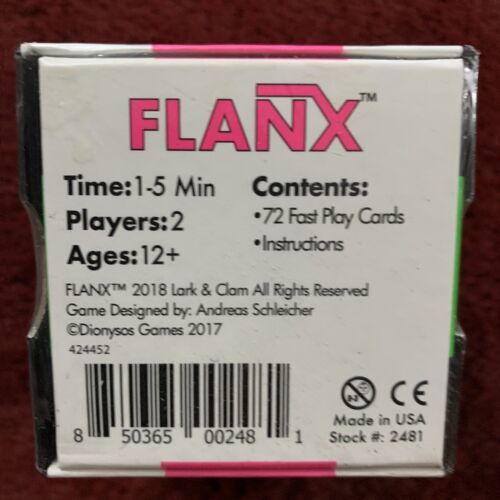 FLANX™
Time:1-5 Min
Players:2
Ages:12+
Contents:
•72 Fast Play Cards
•Instructions
FLANX™ 2018 Lark & Clam All Rights Reserved
Game Designed by: Andreas Schleicher
©Dionysos Games 2017
424452
8 50365 00248 1
0-3
CE
Made in USA
Stock #: 2481